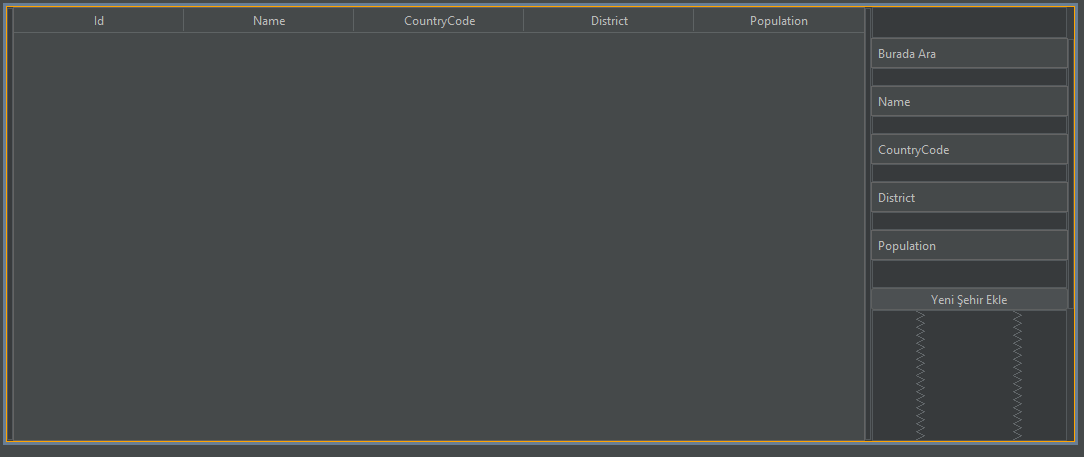 Id Name CountryCode District Population
Burada Ara
Name
CountryCode
District
Population
Yeni Şehir Ekle